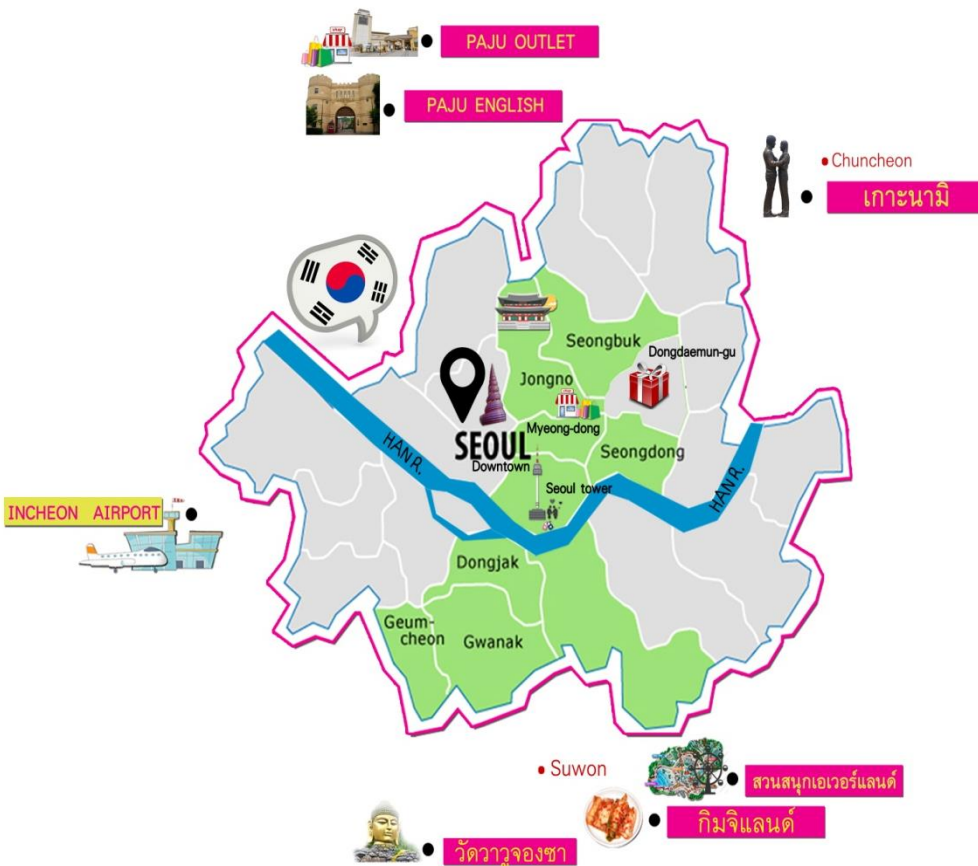 PAJU OUTLET
PAJU ENGLISH
• Chuncheon
เกาะนามิ
Seongbuk
Dongdaemun-gu
Jongno
Myeong-dong
SEOUL
Downtown
Seongdong
HAN R.
HAN R.
Seoul tower
INCHEON AIRPORT
Dongjak
Geum-
cheon
Gwanak
• Suwon
สวนสนุกเอเวอร์แลนด์
กิมจิแลนด์
วัดวาวูจองซา